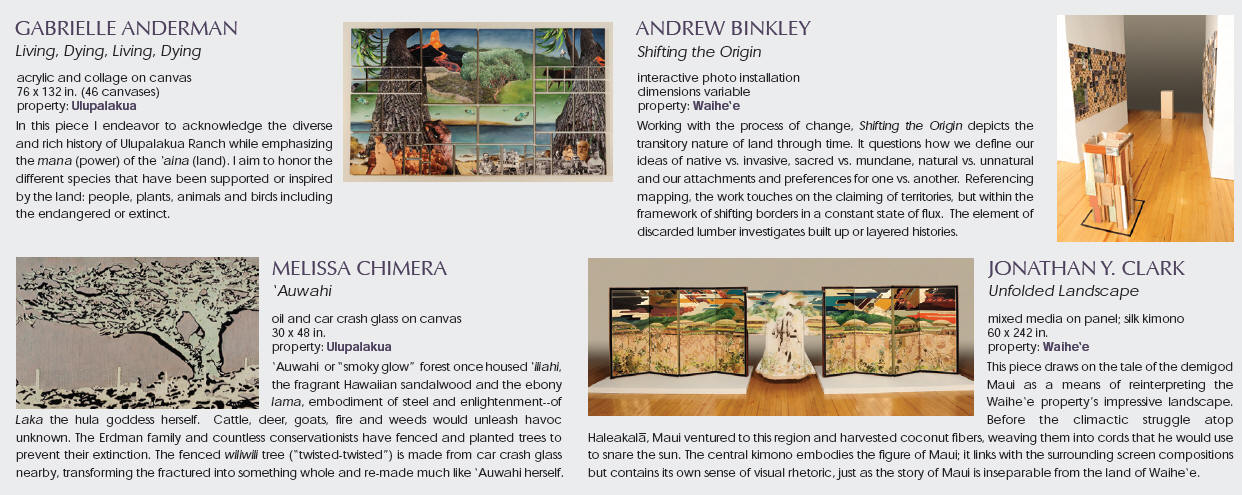 GABRIELLE ANDERMAN
Living, Dying, Living, Dying
acrylic and collage on canvas
76 x 132 in. (46 canvases)
property: Ulupalakua
In this piece I endeavor to acknowledge the diverse
and rich history of Ulupalakua Ranch while emphasizing
the mana (power) of the ‘aina (land). I aim to honor the
different species that have been supported or inspired
by the land: people, plants, animals and birds including
the endangered or extinct.
ANDREW BINKLEY
Shifting the Origin
interactive photo installation
dimensions variable
property: Waihe‘e
Working with the process of change, Shifting the Origin depicts the
transitory nature of land through time. It questions how we define our
ideas of native vs. invasive, sacred vs. mundane, natural vs. unnatural
and our attachments and preferences for one vs. another. Referencing
mapping, the work touches on the claiming of territories, but within the
framework of shifting borders in a constant state of flux. The element of
discarded lumber investigates built up or layered histories.
MELISSA CHIMERA
‘Auwahi
oil and car crash glass on canvas
30 x 48 in.
property: Ulupalakua
‘Auwahi or “smoky glow” forest once housed ‘iliahi,
the fragrant Hawaiian sandalwood and the ebony
lama, embodiment of steel and enlightenment--of
Laka the hula goddess herself. Cattle, deer, goats, fire and weeds would unleash havoc
unknown. The Erdman family and countless conservationists have fenced and planted trees to
prevent their extinction. The fenced wiliwili tree (“twisted-twisted”) is made from car crash glass
nearby, transforming the fractured into something whole and re-made much like ‘Auwahi herself.
JONATHAN Y. CLARK
Unfolded Landscape
mixed media on panel; silk kimono
60 x 242 in.
property: Waihe‘e
This piece draws on the tale of the demigod
Maui as a means of reinterpreting the
Waihe‘e property’s impressive landscape.
Before the climactic struggle atop
Haleakalā, Maui ventured to this region and harvested coconut fibers, weaving them into cords that he would use
to snare the sun. The central kimono embodies the figure of Maui; it links with the surrounding screen compositions
but contains its own sense of visual rhetoric, just as the story of Maui is inseparable from the land of Waihe‘e.